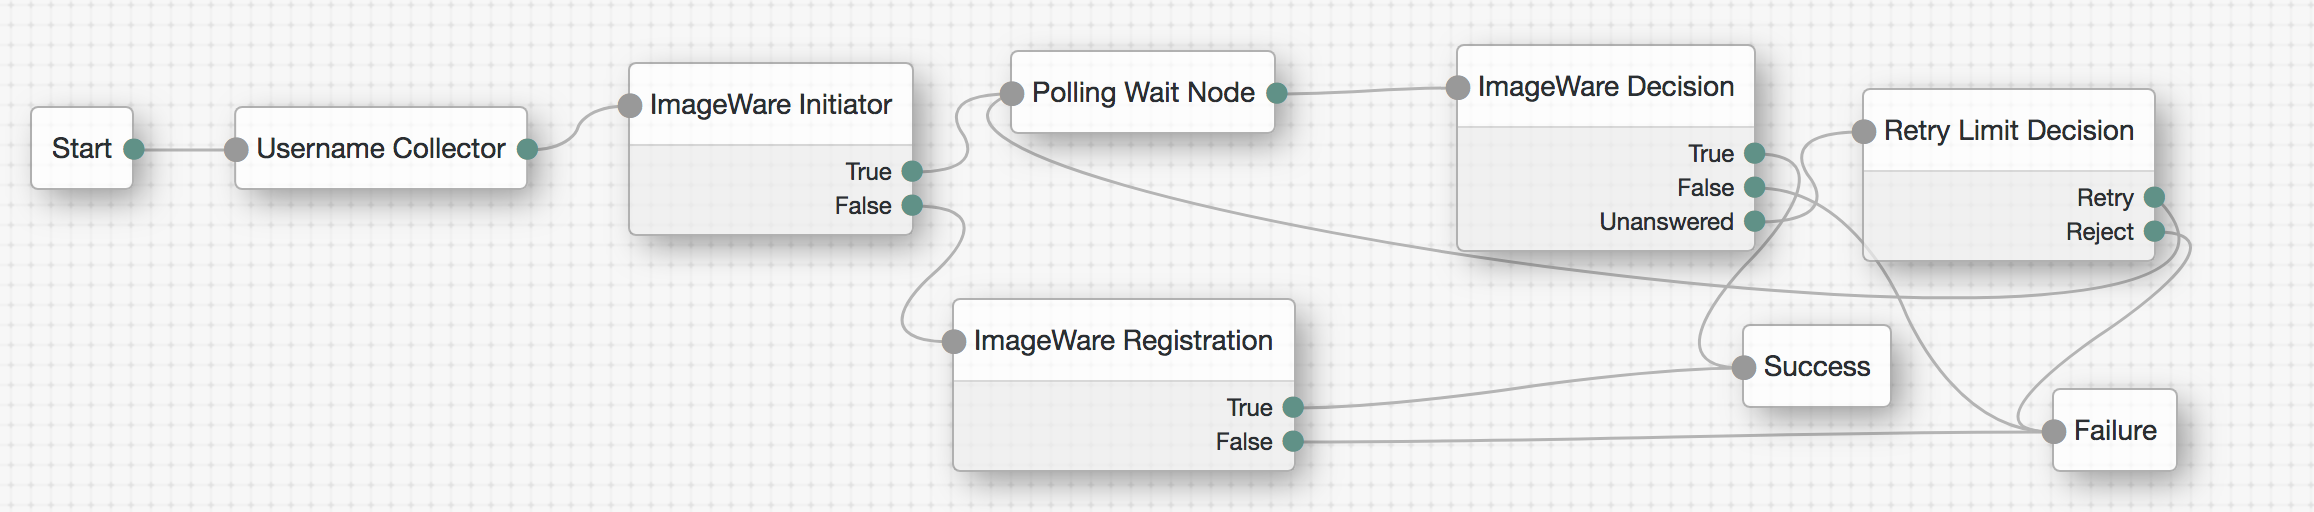 Start
Username Collector
ImageWare Initiator
True
False
Polling Wait Node
ImageWare Registration
True
False
ImageWare Decision
True
False
Unanswered
Retry Limit Decision
Retry
Reject
Success
Failure